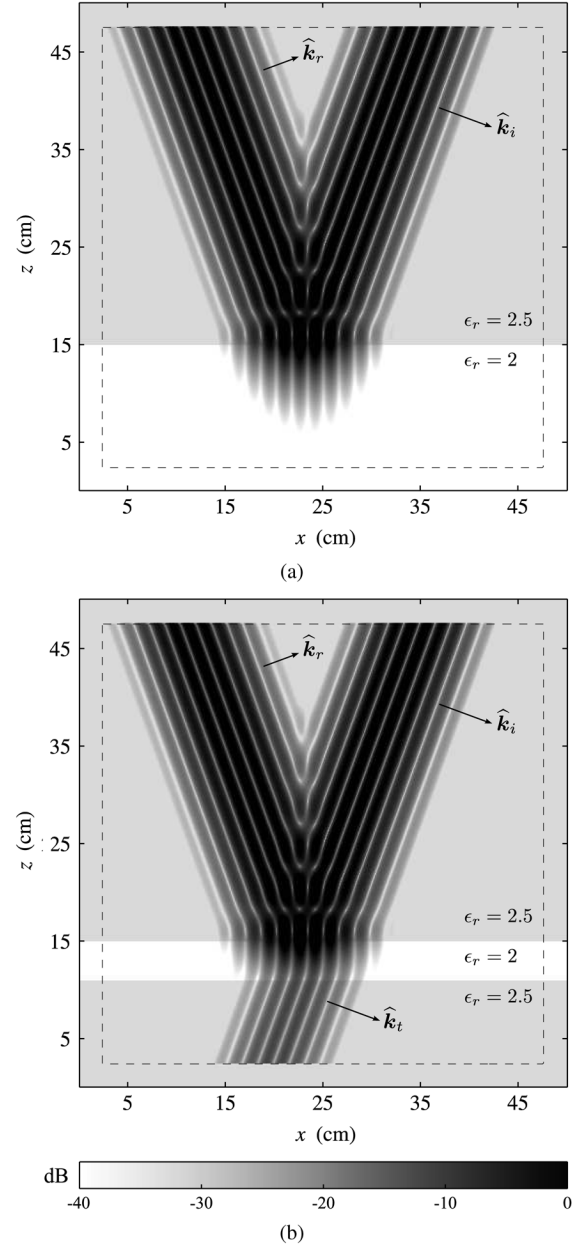 (a)
45
35
25
15
5
z (cm)
k̂r
k̂i
ϵr = 2.5
ϵr = 2
5 15 25 35 45
x (cm)
(a)
45
35
25
15
5
z (cm)
k̂r
k̂i
ϵr = 2.5
ϵr = 2
ϵr = 2.5
k̂t
5 15 25 35 45
x (cm)
dB
-40 -30 -20 -10 0
(b)